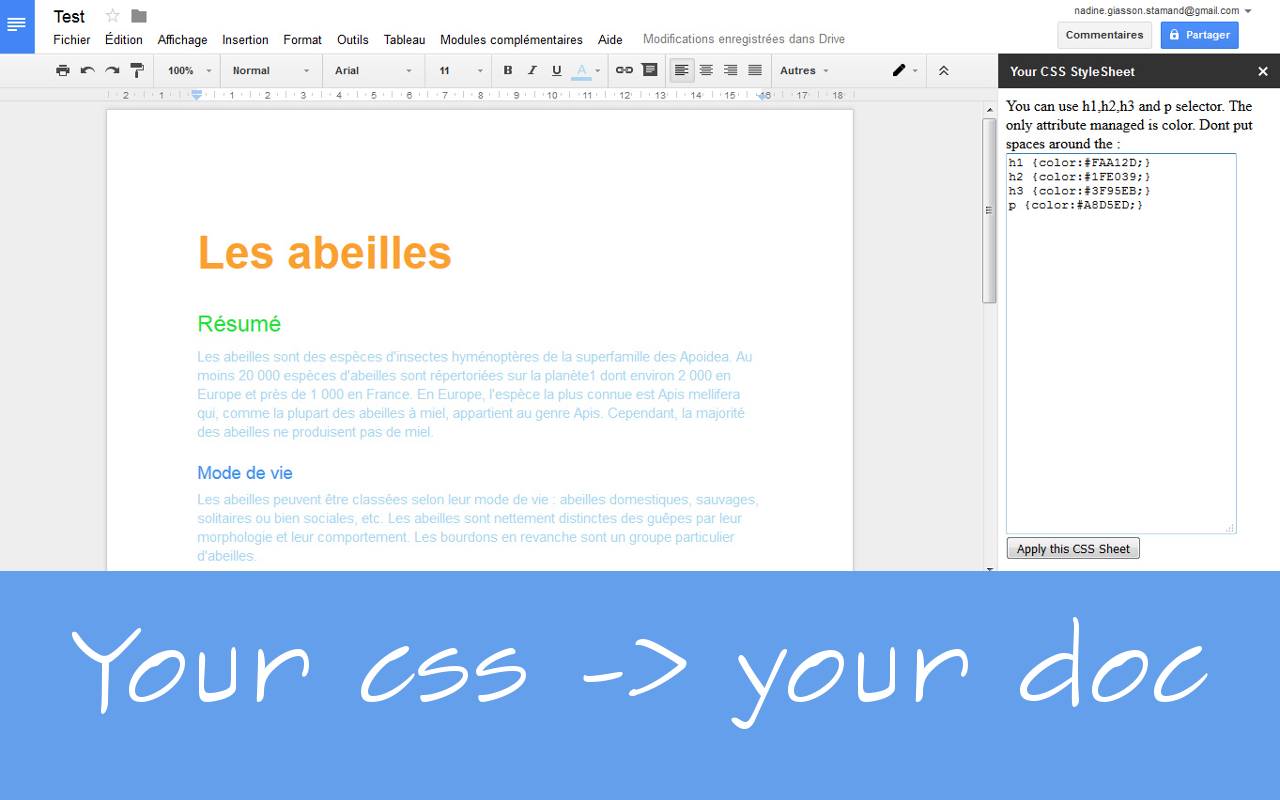 Test
nadine.giasson.stamand@gmail.com
Fichier Édition Affichage Insertion Format Outils Tableau Modules complémentaires Aide Modifications enregistrées dans Drive
Commentaires Partager
100% Normal Arial 11 B I U A Autres
2 1 1 2 3 4 5 6 7 8 9 10 11 12 13 14 15 16 17 18
Your CSS StyleSheet
You can use h1,h2,h3 and p selector. The
only attribute managed is color. Dont put
spaces around the :
h1 {color:#FAA12D;}
h2 {color:#1FE039;}
h3 {color:#3F95EB;}
p {color:#A8D5ED;}
Apply this CSS Sheet
Les abeilles
Résumé
Les abeilles sont des espèces d'insectes hyménoptères de la superfamille des Apoidea. Au
moins 20 000 espèces d'abeilles sont répertoriées sur la planète1 dont environ 2 000 en
Europe et près de 1 000 en France. En Europe, l'espèce la plus connue est Apis mellifera
qui, comme la plupart des abeilles à miel, appartient au genre Apis. Cependant, la majorité
des abeilles ne produisent pas de miel.
Mode de vie
Les abeilles peuvent être classées selon leur mode de vie : abeilles domestiques, sauvages,
solitaires ou bien sociales, etc. Les abeilles sont nettement distinctes des guêpes par leur
morphologie et leur comportement. Les bourdons en revanche sont un groupe particulier
d'abeilles.
Your css -> your doc